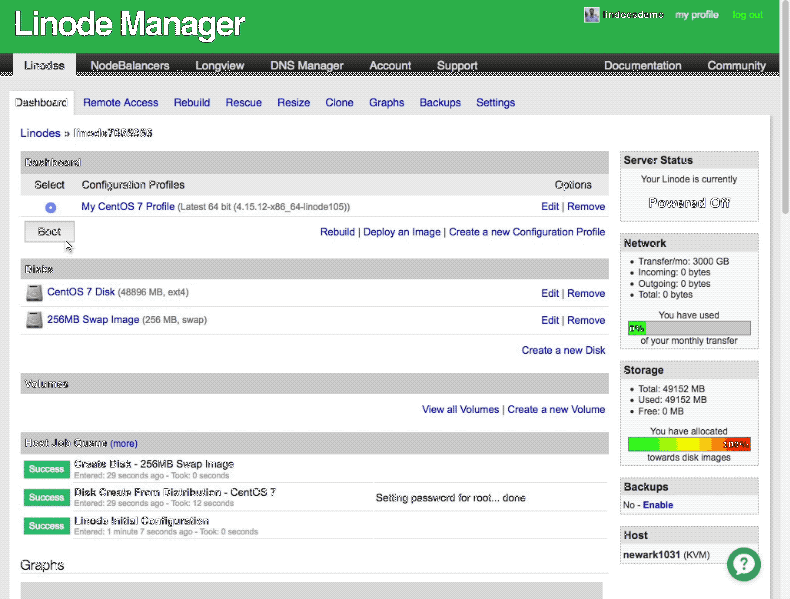 Linode Manager
lindocsdemo my profile log out
Linodes NodeBalancers Longview DNS Manager Account Support Documentation Community
Dashboard Remote Access Rebuild Rescue Resize Clone Graphs Backups Settings
Linodes »
Dashboard
Select Configuration Profiles Options
My CentOS 7 Profile (Latest 64 bit (4.15.12-x86_64-linode105)) Edit | Remove
Boot
Rebuild | Deploy an Image | Create a new Configuration Profile
Disks
CentOS 7 Disk (48896 MB, ext4) Edit | Remove
256MB Swap Image (256 MB, swap) Edit | Remove
Create a new Disk
Volumes
View all Volumes | Create a new Volume
Host Job Queue (more)
Success Create Disk - 256MB Swap Image
Entered: 29 seconds ago - Took: 0 seconds
Success Disk Create From Distribution - CentOS 7 Setting password for root... done
Entered: 29 seconds ago - Took: 12 seconds
Success Linode Initial Configuration
Entered: 1 minute 7 seconds ago - Took: 0 seconds
Graphs
Server Status
Your Linode is currently
Powered Off
Network
Transfer/mo: 3000 GB
Incoming: 0 bytes
Outgoing: 0 bytes
Total: 0 bytes
You have used
0%
of your monthly transfer
Storage
Total: 49152 MB
Used: 49152 MB
Free: 0 MB
You have allocated
100%
towards disk images
Backups
No - Enable
Host
newark1031 (KVM)
?